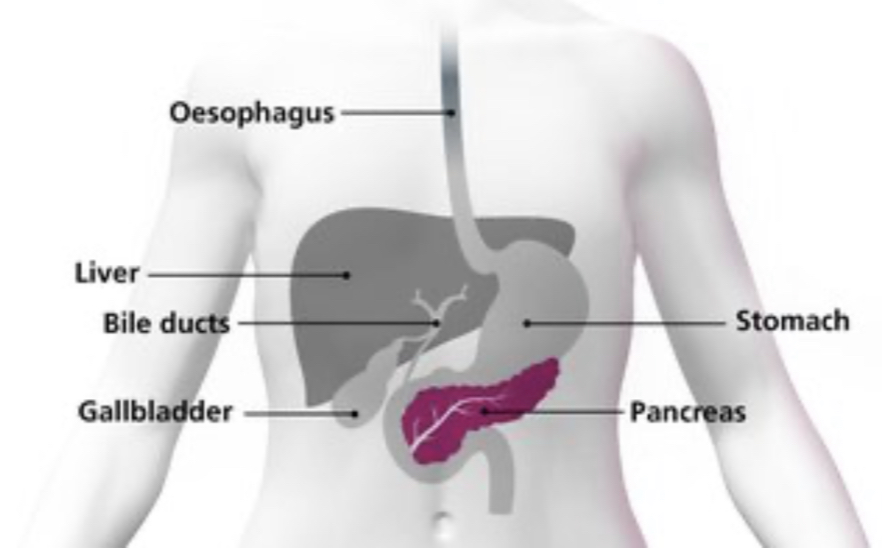 Oesophagus
Liver
Bile ducts
Stomach
Gallbladder
Pancreas